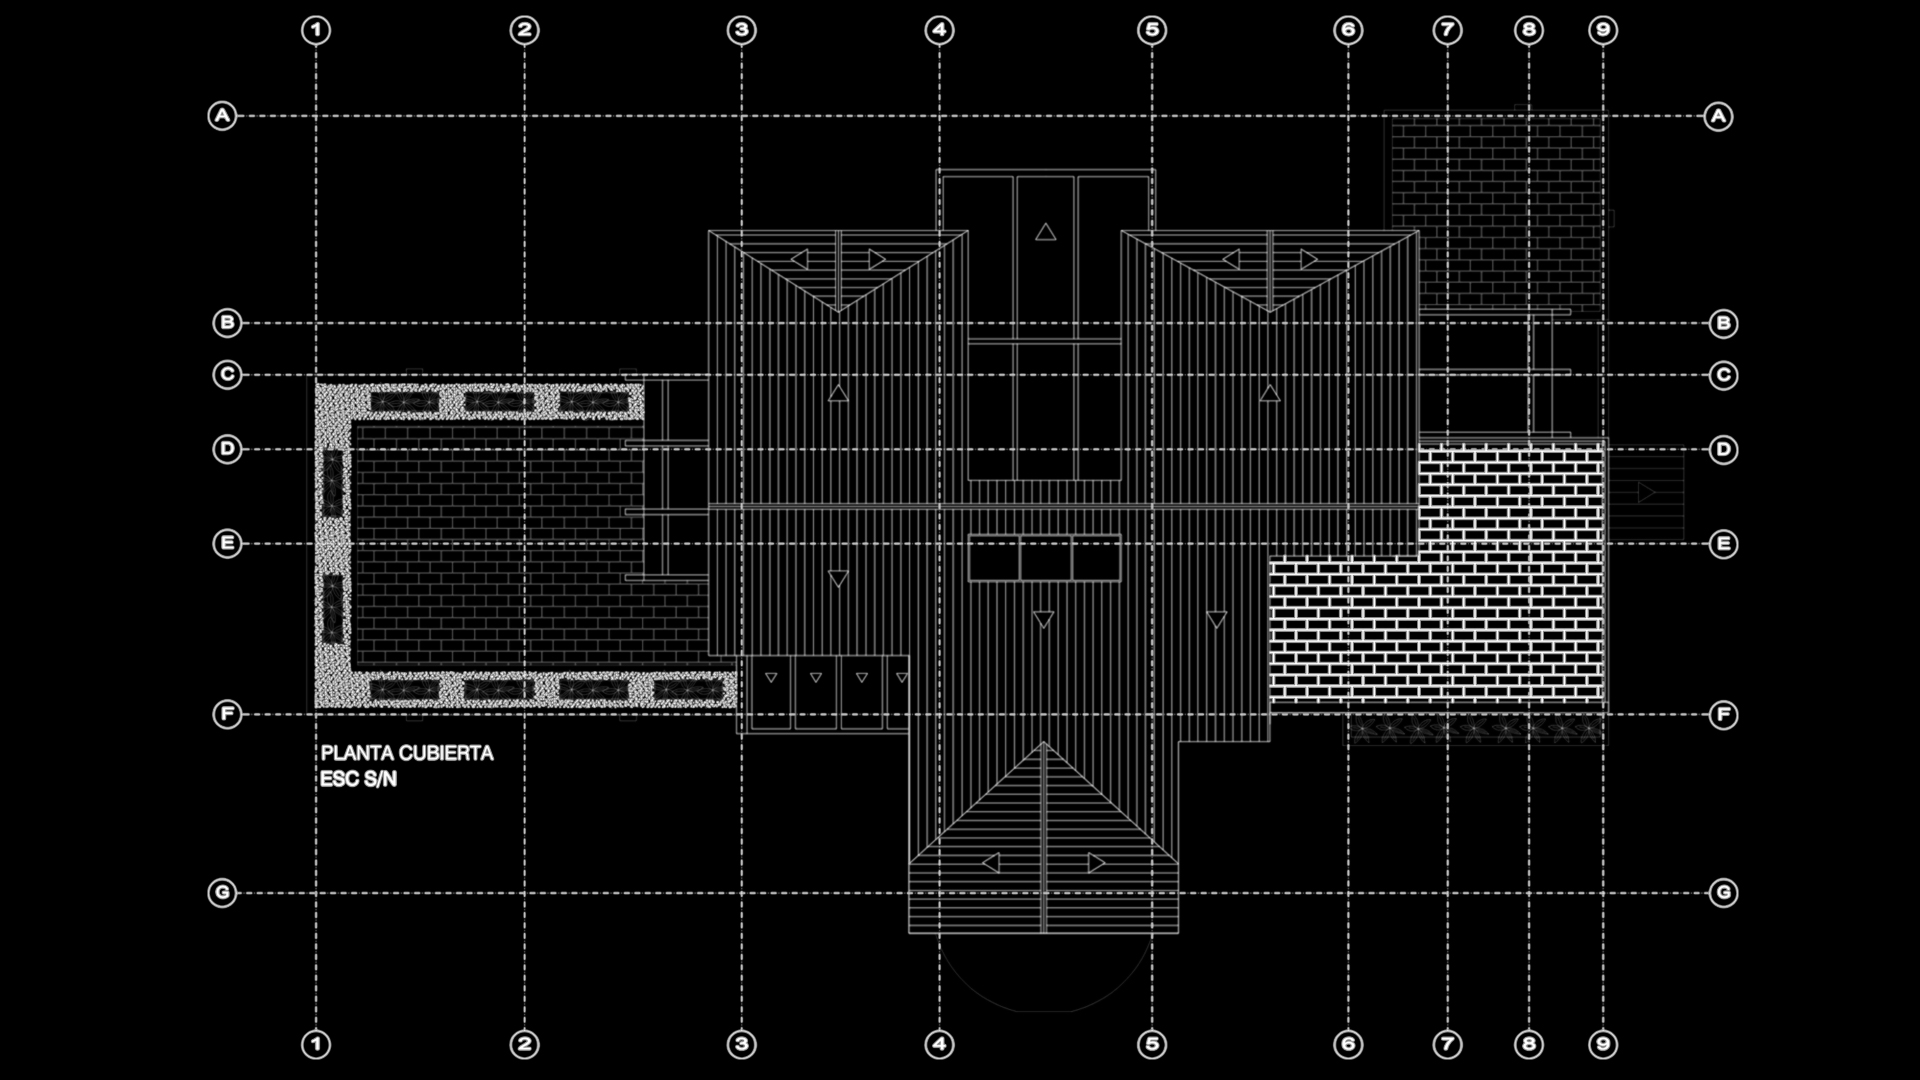 1 2 3 4 5 6 7 8 9
A A
B B
C C
D D
E E
F F
PLANTA CUBIERTA
ESC S/N
G G
1 2 3 4 5 6 7 8 9